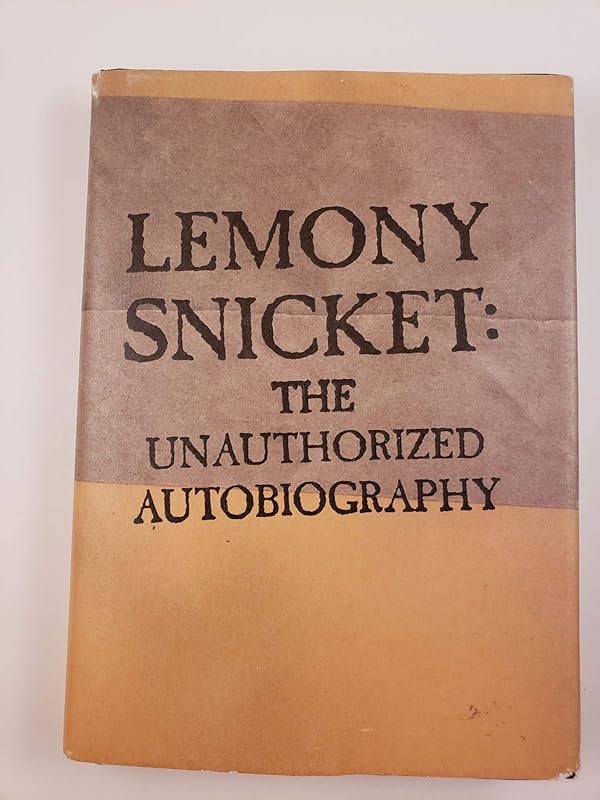 LEMONY
SNICKET:
THE
UNAUTHORIZED
AUTOBIOGRAPHY